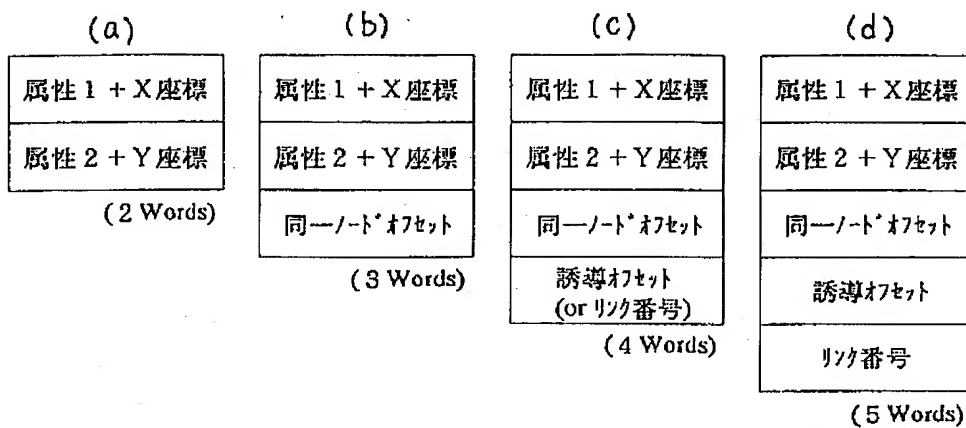 (a)
属性1+X座標
属性2+Y座標
(2 Words)
(b)
属性1+X座標
属性2+Y座標
同一ﾉｰﾄﾞｵﾌｾｯﾄ
(3 Words)
(c)
属性1+X座標
属性2+Y座標
同一ﾉｰﾄﾞｵﾌｾｯﾄ
誘導ｵﾌｾｯﾄ
(or ﾘﾝｸ番号)
(4 Words)
(d)
属性1+X座標
属性2+Y座標
同一ﾉｰﾄﾞｵﾌｾｯﾄ
誘導ｵﾌｾｯﾄ
ﾘﾝｸ番号
(5 Words)